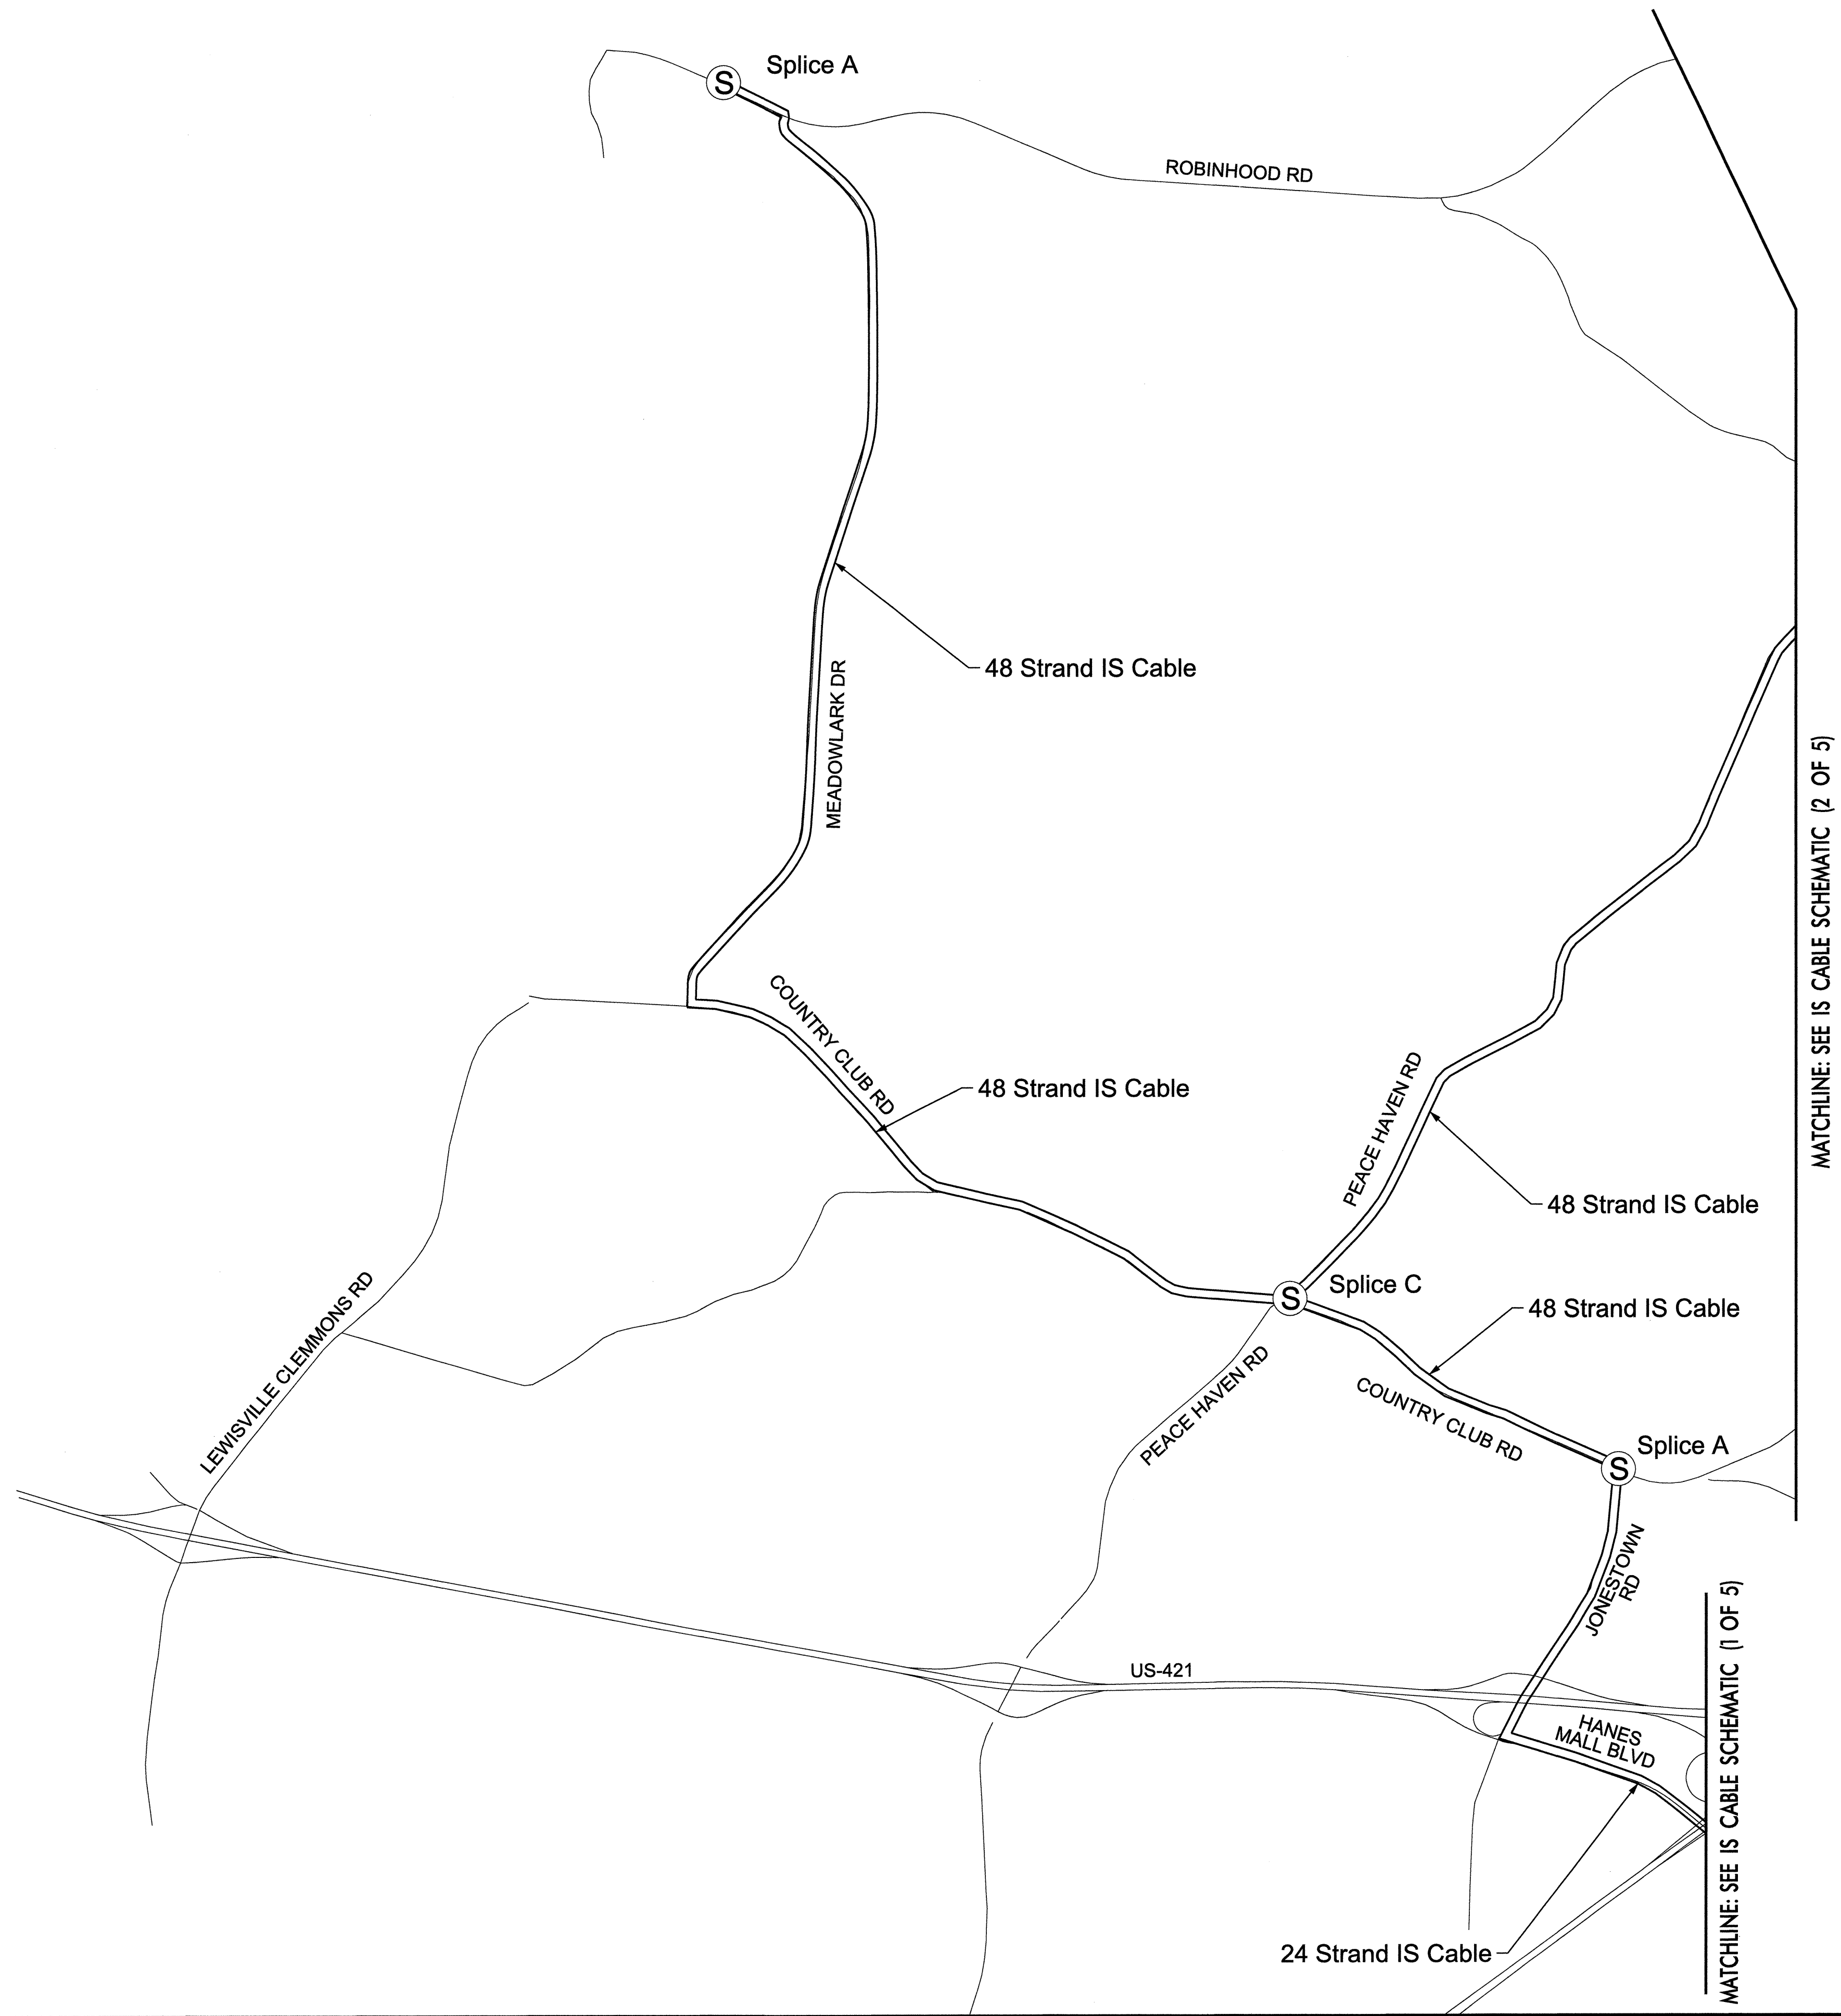 Splice A
S
ROBINHOOD RD
48 Strand IS Cable
MEADOWLARK DR
MATCHLINE: SEE IS CABLE SCHEMATIC (2 OF 5)
COUNTRY CLUB RD
48 Strand IS Cable
PEACE HAVEN RD
48 Strand IS Cable
Splice C
S
48 Strand IS Cable
LEWISVILLE CLEMMONS RD
PEACE HAVEN RD
COUNTRY CLUB RD
Splice A
S
JONESTOWN
RD
US-421
HANES
MALL BLVD
MATCHLINE: SEE IS CABLE SCHEMATIC (1 OF 5)
24 Strand IS Cable